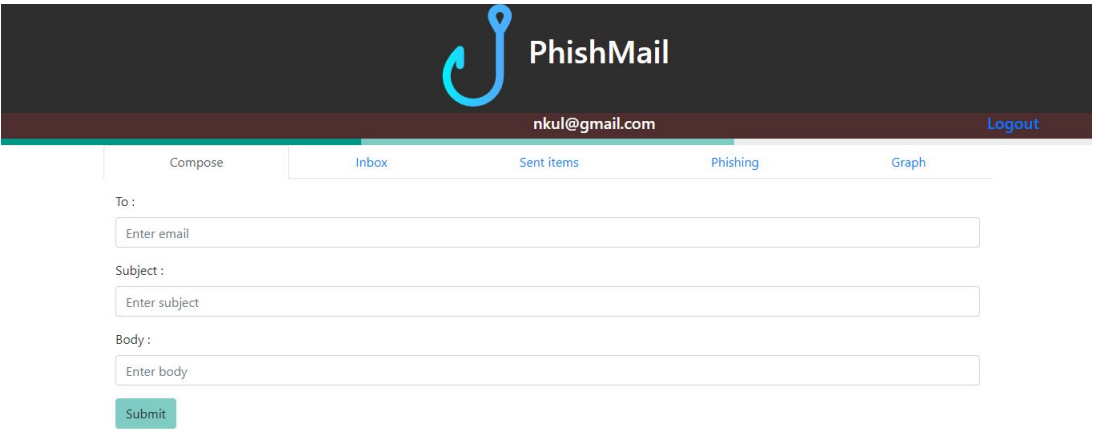 PhishMail
nkul@gmail.com Logout
Compose Inbox Sent items Phishing Graph
To :
Enter email
Subject :
Enter subject
Body :
Enter body
Submit